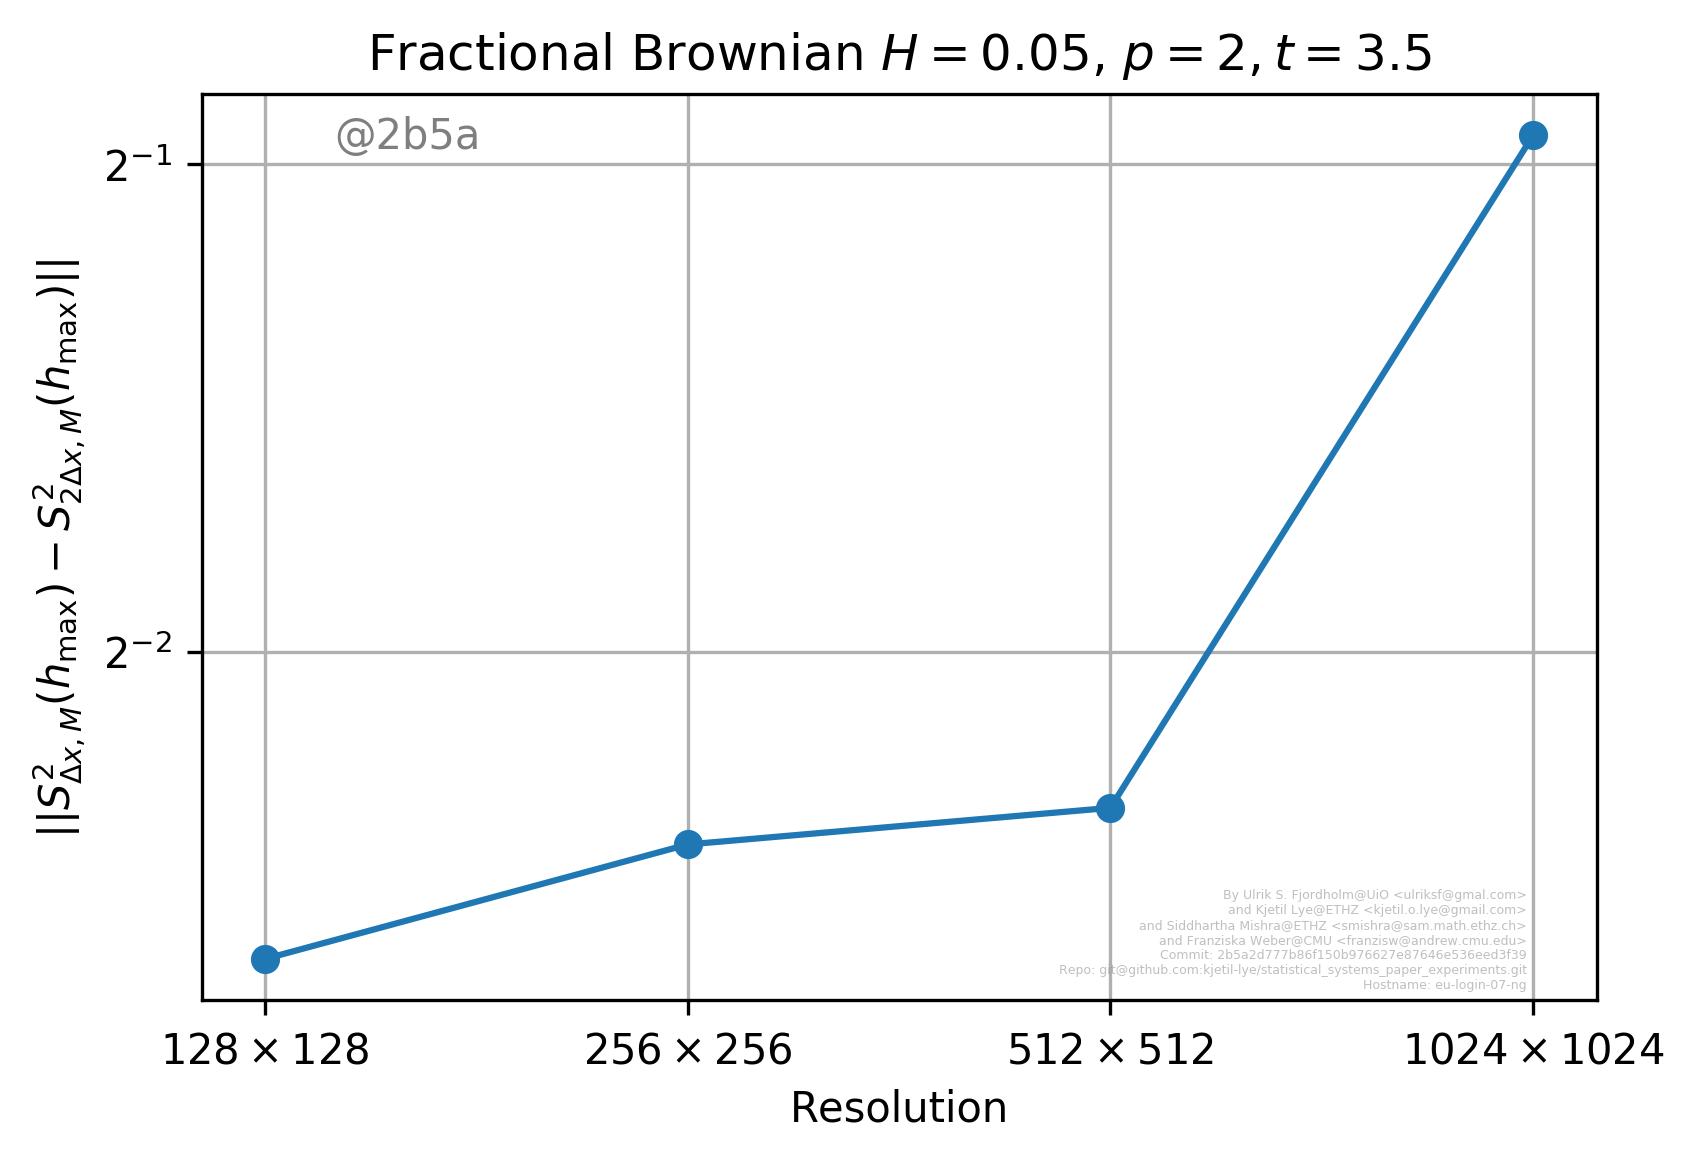 Fractional Brownian H = 0.05, p = 2, t = 3.5
@2b5a
2⁻¹
2⁻²
||S²_{Δx, M}(h_max) − S²_{2Δx, M}(h_max)||
By Ulrik S. Fjordholm@UiO <ulriksf@gmal.com>
and Kjetil Lye@ETHZ <kjetil.o.lye@gmail.com>
and Siddhartha Mishra@ETHZ <smishra@sam.math.ethz.ch>
and Franziska Weber@CMU <franzisw@andrew.cmu.edu>
Commit: 2b5a2d777b86f150b976627e87646e536eed3f39
Repo: git@github.com:kjetil-lye/statistical_systems_paper_experiments.git
Hostname: eu-login-07-ng
128 × 128 256 × 256 512 × 512 1024 × 1024
Resolution